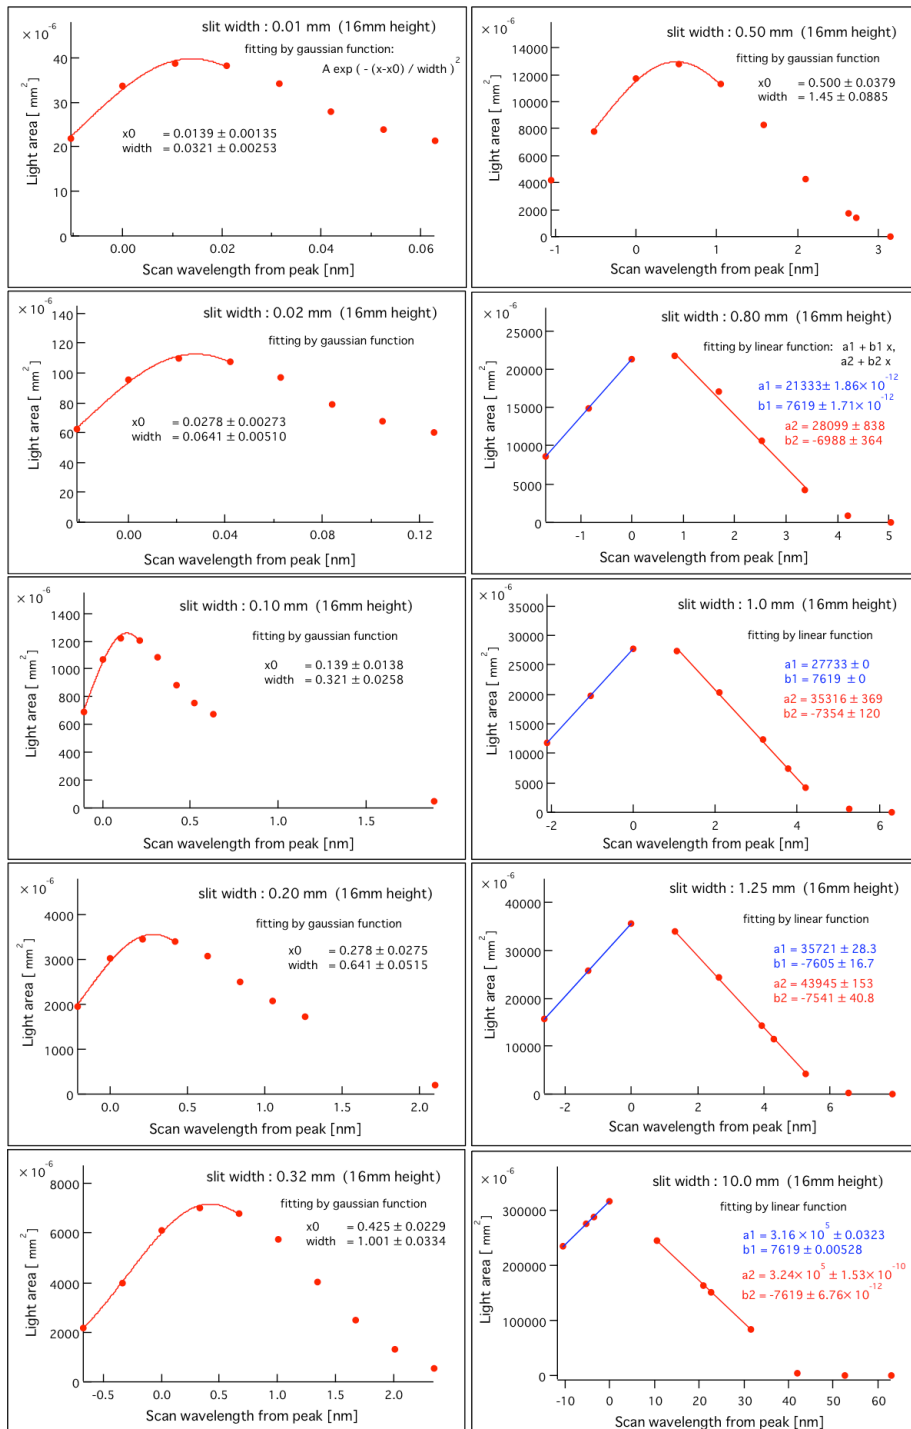 slit width : 0.01 mm (16mm height)
× 10^-6
fitting by gaussian function:
A exp ( - (x-x0) / width )^2
x0 = 0.0139 ± 0.00135
width = 0.0321 ± 0.00253
Light area [ mm^2 ]
40
30
20
10
0
0.00 0.02 0.04 0.06
Scan wavelength from peak [nm]
slit width : 0.50 mm (16mm height)
× 10^-6
fitting by gaussian function
x0 = 0.500 ± 0.0379
width = 1.45 ± 0.0885
Light area [ mm^2 ]
14000
12000
10000
8000
6000
4000
2000
0
-1 0 1 2 3
Scan wavelength from peak [nm]
slit width : 0.02 mm (16mm height)
× 10^-6
fitting by gaussian function
x0 = 0.0278 ± 0.00273
width = 0.0641 ± 0.00510
Light area [ mm^2 ]
140
120
100
80
60
40
20
0
0.00 0.04 0.08 0.12
Scan wavelength from peak [nm]
slit width : 0.80 mm (16mm height)
× 10^-6
fitting by linear function: a1 + b1 x,
a2 + b2 x
a1 = 21333± 1.86× 10^-12
b1 = 7619 ± 1.71× 10^-12
a2 = 28099 ± 838
b2 = -6988 ± 364
Light area [ mm^2 ]
25000
20000
15000
10000
5000
0
-1 0 1 2 3 4 5
Scan wavelength from peak [nm]
slit width : 0.10 mm (16mm height)
× 10^-6
fitting by gaussian function
x0 = 0.139 ± 0.0138
width = 0.321 ± 0.0258
Light area [ mm^2 ]
1400
1200
1000
800
600
400
200
0
0.0 0.5 1.0 1.5
Scan wavelength from peak [nm]
slit width : 1.0 mm (16mm height)
× 10^-6
fitting by linear function
a1 = 27733 ± 0
b1 = 7619 ± 0
a2 = 35316 ± 369
b2 = -7354 ± 120
Light area [ mm^2 ]
35000
30000
25000
20000
15000
10000
5000
0
-2 0 2 4 6
Scan wavelength from peak [nm]
slit width : 0.20 mm (16mm height)
× 10^-6
fitting by gaussian function
x0 = 0.278 ± 0.0275
width = 0.641 ± 0.0515
Light area [ mm^2 ]
4000
3000
2000
1000
0
0.0 0.5 1.0 1.5 2.0
Scan wavelength from peak [nm]
slit width : 1.25 mm (16mm height)
× 10^-6
fitting by linear function
a1 = 35721 ± 28.3
b1 = -7605 ± 16.7
a2 = 43945 ± 153
b2 = -7541 ± 40.8
Light area [ mm^2 ]
40000
30000
20000
10000
0
-2 0 2 4 6
Scan wavelength from peak [nm]
slit width : 0.32 mm (16mm height)
× 10^-6
fitting by gaussian function
x0 = 0.425 ± 0.0229
width = 1.001 ± 0.0334
Light area [ mm^2 ]
8000
6000
4000
2000
0
-0.5 0.0 0.5 1.0 1.5 2.0
Scan wavelength from peak [nm]
slit width : 10.0 mm (16mm height)
× 10^-6
fitting by linear function
a1 = 3.16 × 10^5 ± 0.0323
b1 = 7619 ± 0.00528
a2 = 3.24× 10^5 ± 1.53× 10^-10
b2 = -7619 ± 6.76× 10^-12
Light area [ mm^2 ]
300000
200000
100000
0
-10 0 10 20 30 40 50 60
Scan wavelength from peak [nm]